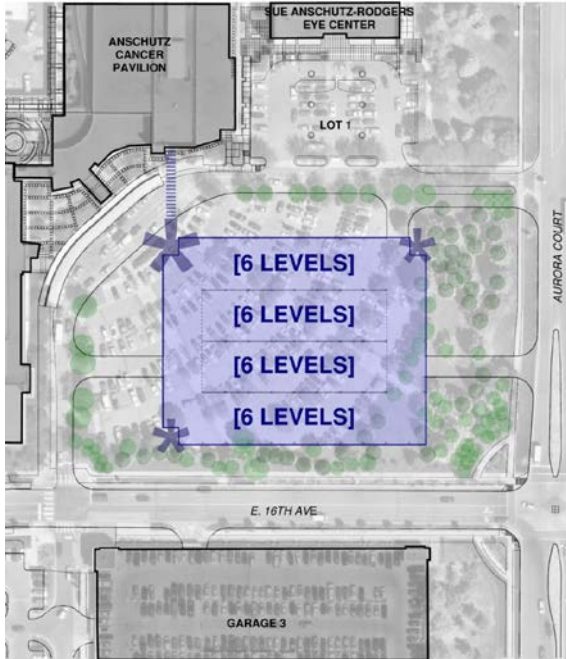 SUE ANSCHUTZ-RODGERS
EYE CENTER
ANSCHUTZ
CANCER
PAVILION
LOT 1
[6 LEVELS]
[6 LEVELS]
[6 LEVELS]
[6 LEVELS]
AURORA COURT
E. 16TH AVE
GARAGE 3